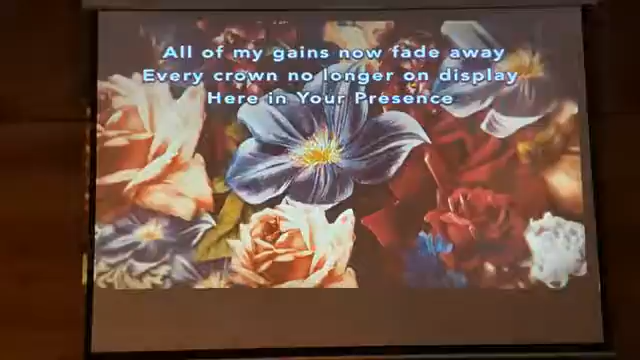 All of my gains now fade away
Every crown no longer on display
Here in Your Presence